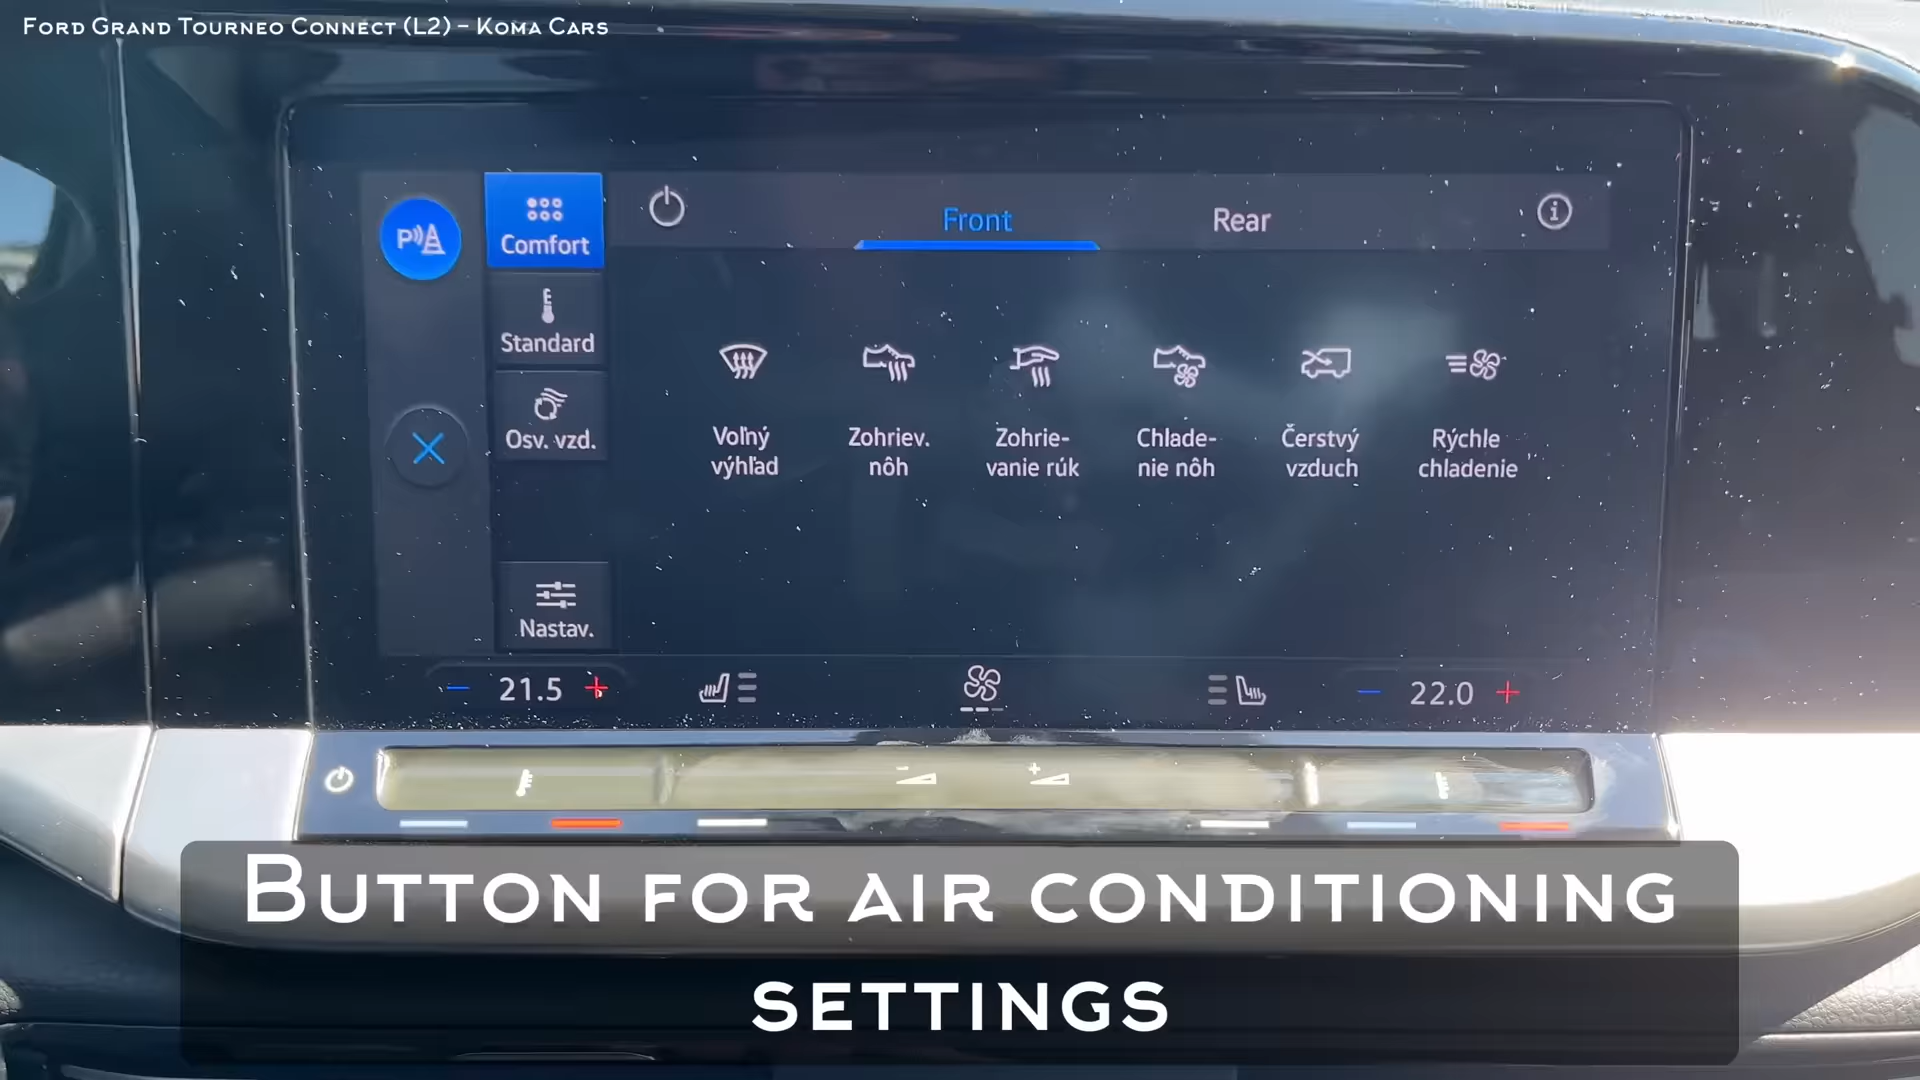 Ford Grand Tourneo Connect (L2) – Koma Cars
P
Comfort
Front
Rear
i
Standard
Osv. vzd.
Voľný
výhľad
Zohriev.
nôh
Zohrie-
vanie rúk
Chlade-
nie nôh
Čerstvý
vzduch
Rýchle
chladenie
Nastav.
− 21.5 +
− 22.0 +
- +
Button for air conditioning
settings